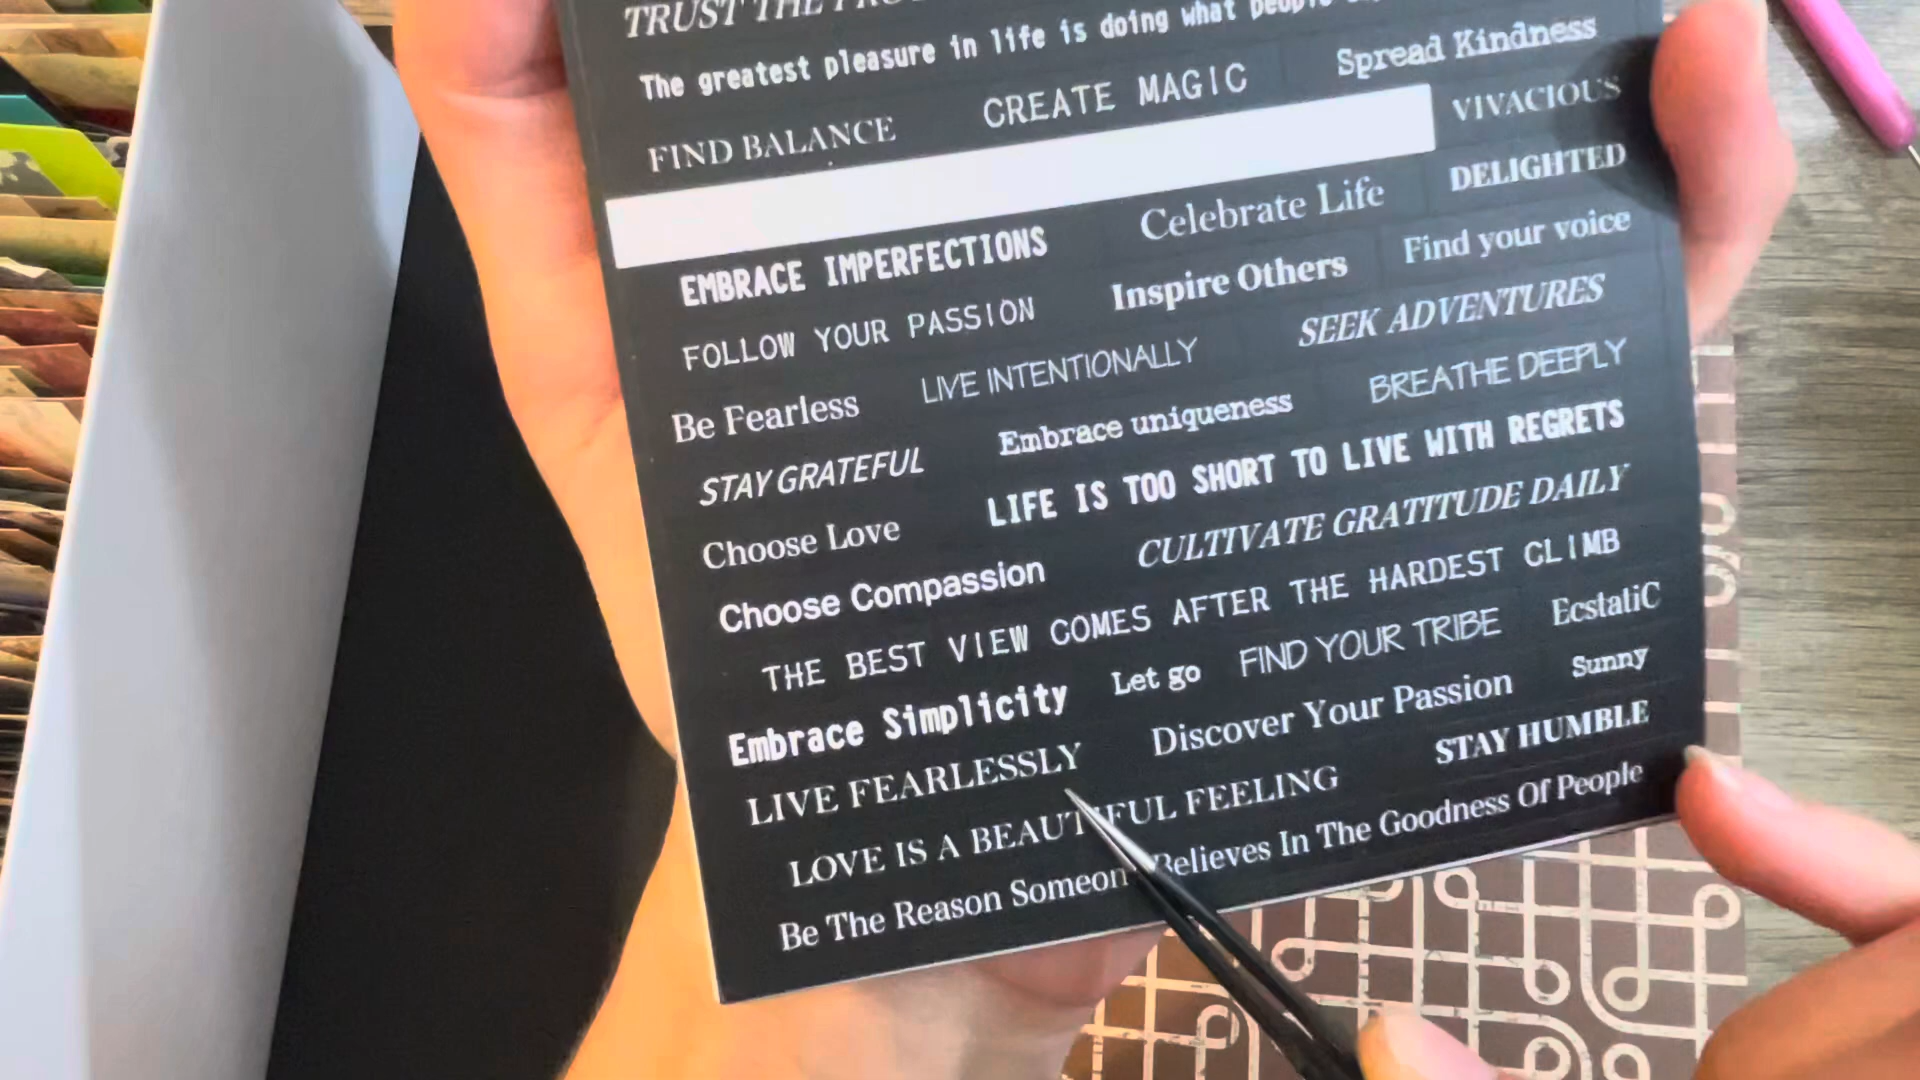 TRUST THE
The greatest pleasure in life is doing what people
FIND BALANCE CREATE MAGIC Spread Kindness
VIVACIOUS
EMBRACE IMPERFECTIONS Celebrate Life DELIGHTED
FOLLOW YOUR PASSION Inspire Others Find your voice
Be Fearless LIVE INTENTIONALLY SEEK ADVENTURES
STAY GRATEFUL Embrace uniqueness BREATHE DEEPLY
Choose Love LIFE IS TOO SHORT TO LIVE WITH REGRETS
Choose Compassion CULTIVATE GRATITUDE DAILY
THE BEST VIEW COMES AFTER THE HARDEST CLIMB
Embrace Simplicity Let go FIND YOUR TRIBE EcstatiC
LIVE FEARLESSLY Discover Your Passion Sunny
LOVE IS A BEAUTIFUL FEELING STAY HUMBLE
Be The Reason Someone Believes In The Goodness Of People